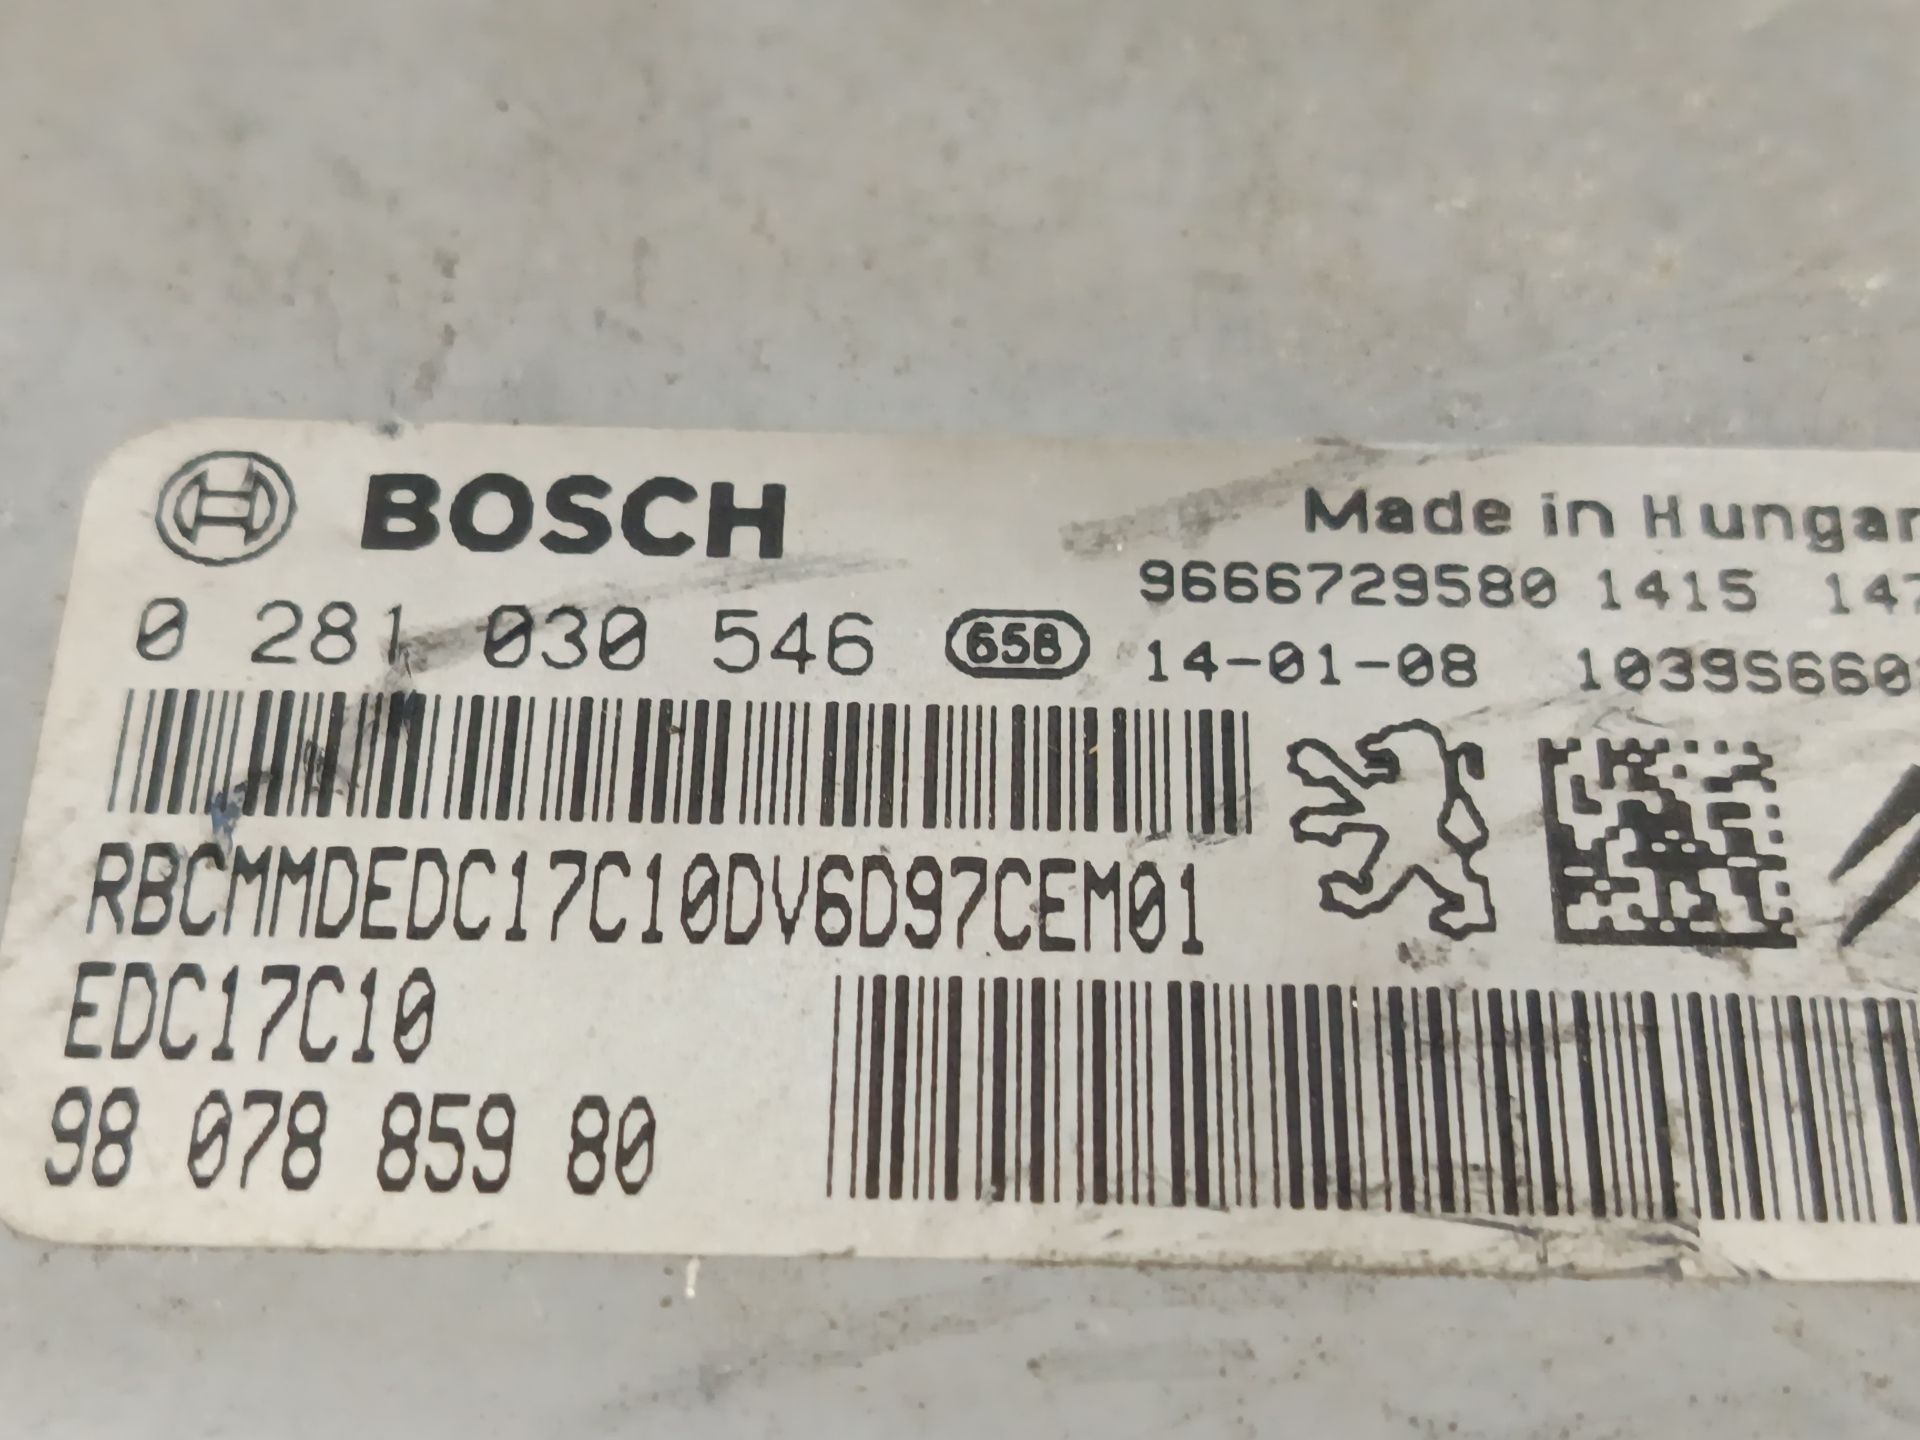 BOSCH
Made in
9666729580 1415
0 281 030 546 658
14-01-08
RBCMMDEDC17C10DV6D97CEM01
EDC17C10
98 078 859 80